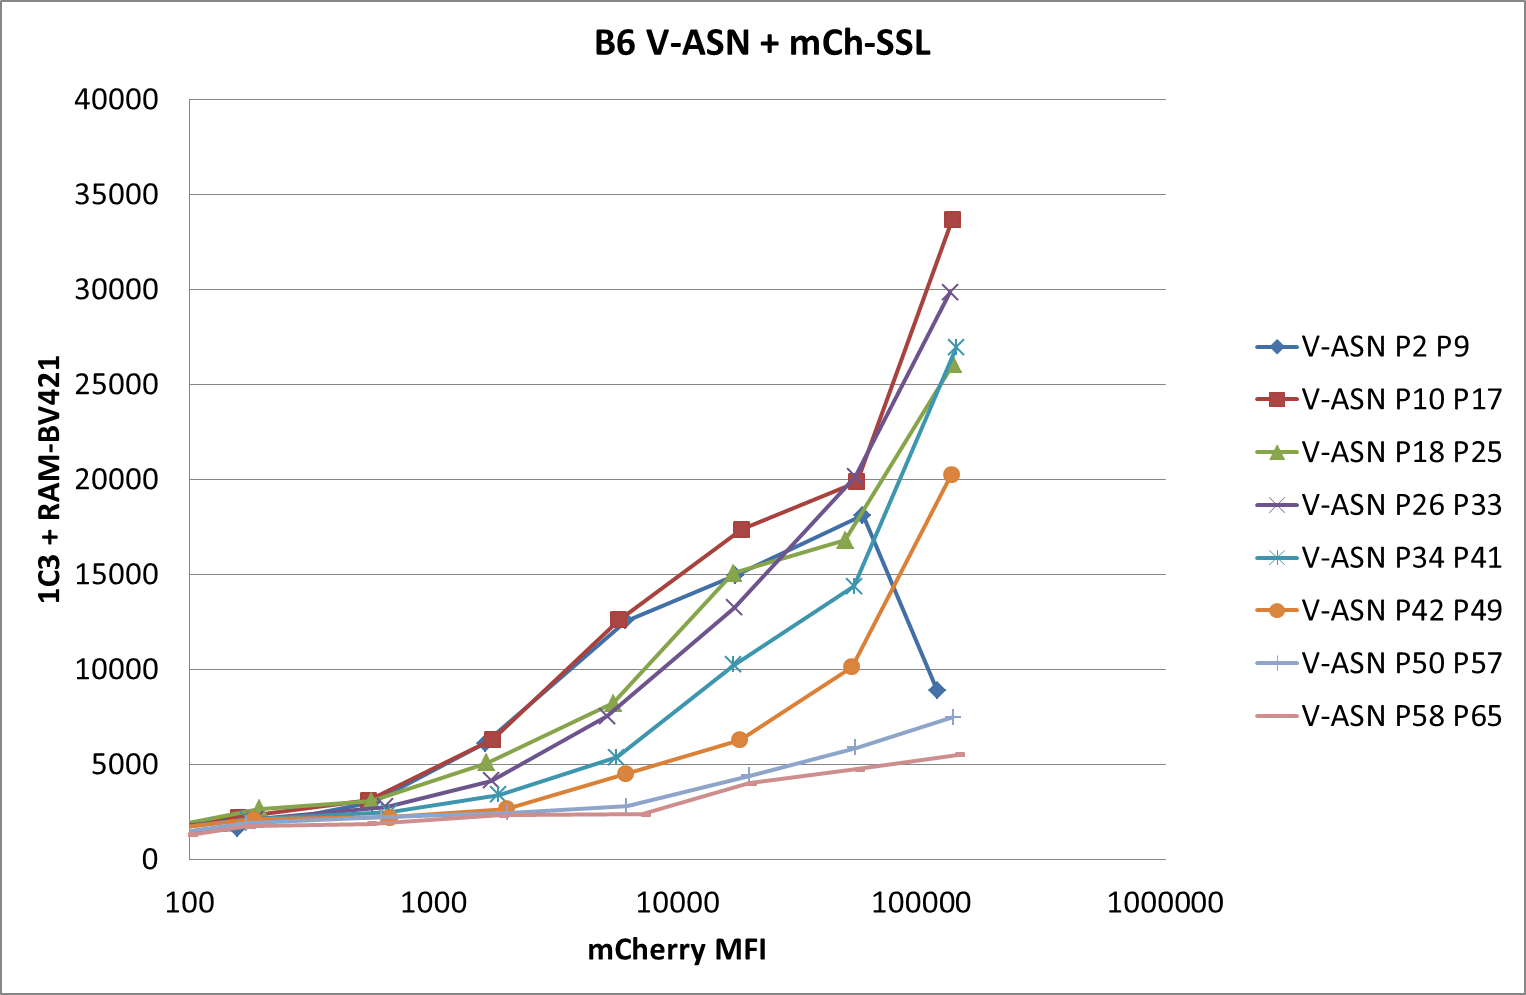 B6 V-ASN + mCh-SSL
40000
35000
30000
25000
20000
15000
10000
5000
0
1C3 + RAM-BV421
100 1000 10000 100000 1000000
mCherry MFI
V-ASN P2 P9
V-ASN P10 P17
V-ASN P18 P25
V-ASN P26 P33
V-ASN P34 P41
V-ASN P42 P49
V-ASN P50 P57
V-ASN P58 P65